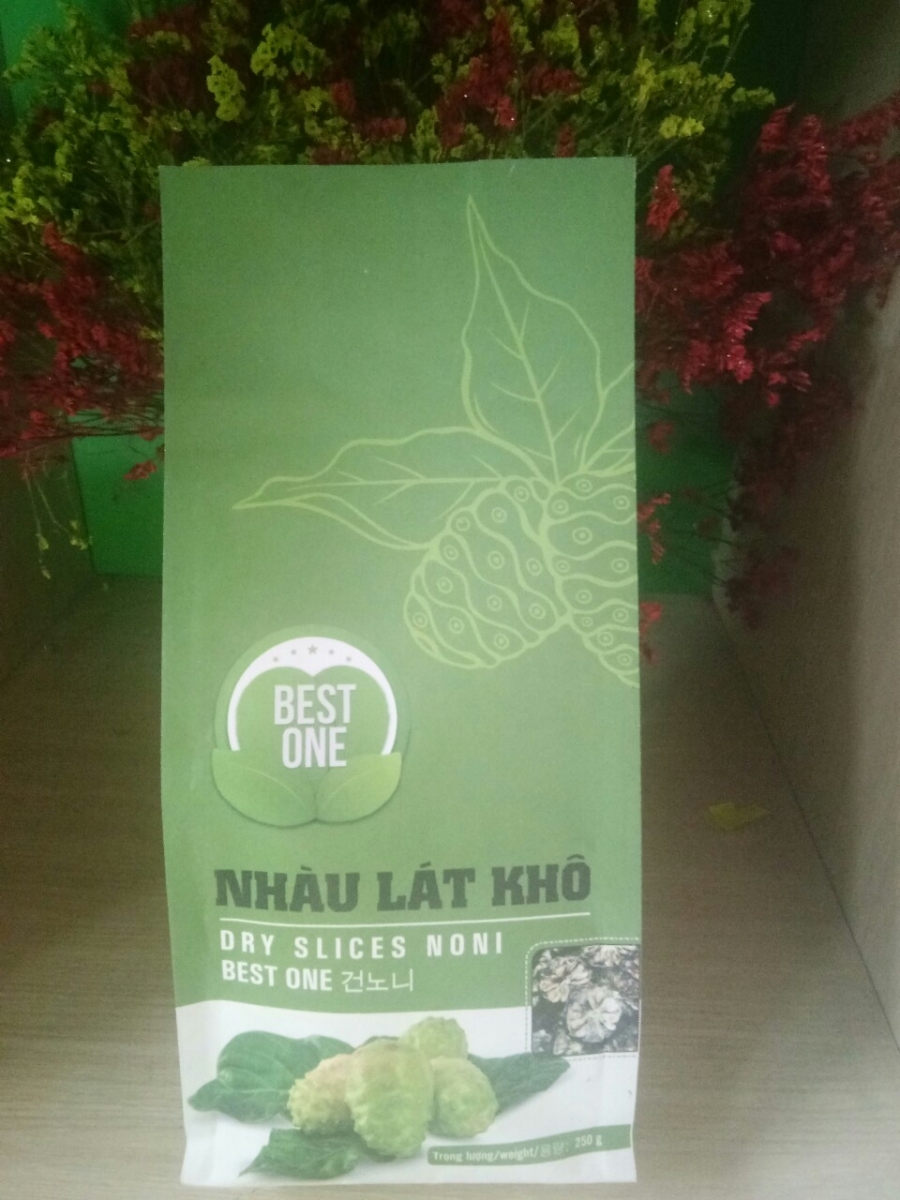 BEST
ONE
NHÀU LÁT KHÔ
DRY SLICES NONI
BEST ONE 건노니
Trọng lượng/weight/용량: 250 g